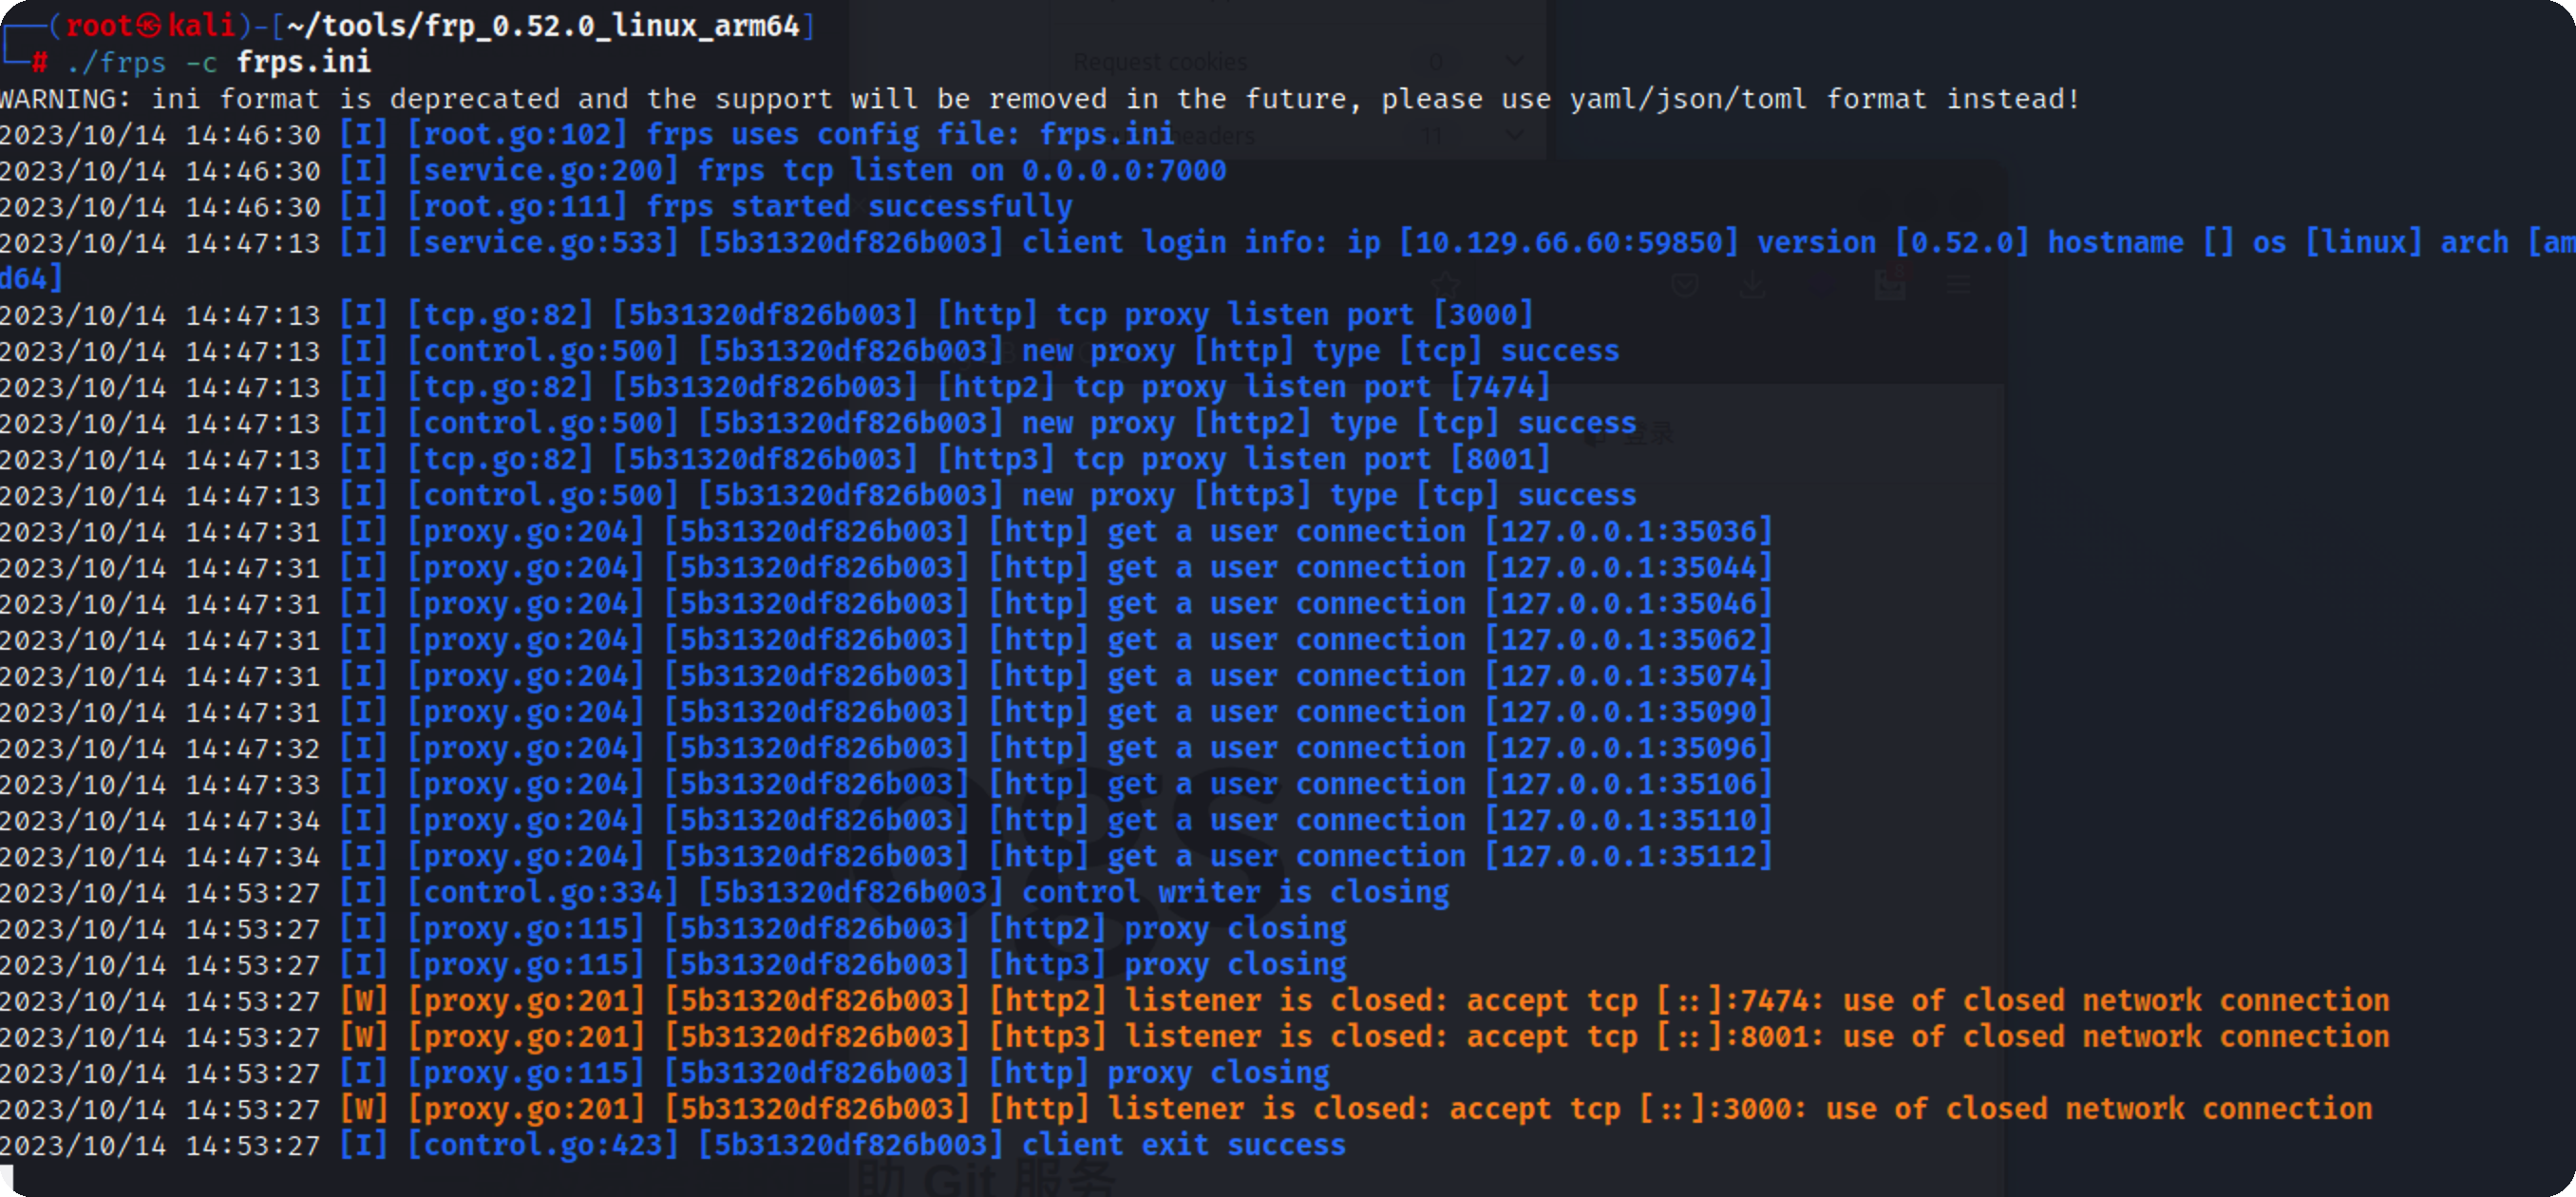 ┌──(root㉿kali)-[~/tools/frp_0.52.0_linux_arm64]
└─# ./frps -c frps.ini
Request cookies 0
WARNING: ini format is deprecated and the support will be removed in the future, please use yaml/json/toml format instead!
2023/10/14 14:46:30 [I] [root.go:102] frps uses config file: frps.ini
headers 11
2023/10/14 14:46:30 [I] [service.go:200] frps tcp listen on 0.0.0.0:7000
2023/10/14 14:46:30 [I] [root.go:111] frps started successfully
2023/10/14 14:47:13 [I] [service.go:533] [5b31320df826b003] client login info: ip [10.129.66.60:59850] version [0.52.0] hostname [] os [linux] arch [am
d64]
2023/10/14 14:47:13 [I] [tcp.go:82] [5b31320df826b003] [http] tcp proxy listen port [3000]
2023/10/14 14:47:13 [I] [control.go:500] [5b31320df826b003] new proxy [http] type [tcp] success
2023/10/14 14:47:13 [I] [tcp.go:82] [5b31320df826b003] [http2] tcp proxy listen port [7474]
2023/10/14 14:47:13 [I] [control.go:500] [5b31320df826b003] new proxy [http2] type [tcp] success
登录
2023/10/14 14:47:13 [I] [tcp.go:82] [5b31320df826b003] [http3] tcp proxy listen port [8001]
2023/10/14 14:47:13 [I] [control.go:500] [5b31320df826b003] new proxy [http3] type [tcp] success
2023/10/14 14:47:31 [I] [proxy.go:204] [5b31320df826b003] [http] get a user connection [127.0.0.1:35036]
2023/10/14 14:47:31 [I] [proxy.go:204] [5b31320df826b003] [http] get a user connection [127.0.0.1:35044]
2023/10/14 14:47:31 [I] [proxy.go:204] [5b31320df826b003] [http] get a user connection [127.0.0.1:35046]
2023/10/14 14:47:31 [I] [proxy.go:204] [5b31320df826b003] [http] get a user connection [127.0.0.1:35062]
2023/10/14 14:47:31 [I] [proxy.go:204] [5b31320df826b003] [http] get a user connection [127.0.0.1:35074]
2023/10/14 14:47:31 [I] [proxy.go:204] [5b31320df826b003] [http] get a user connection [127.0.0.1:35090]
2023/10/14 14:47:32 [I] [proxy.go:204] [5b31320df826b003] [http] get a user connection [127.0.0.1:35096]
2023/10/14 14:47:33 [I] [proxy.go:204] [5b31320df826b003] [http] get a user connection [127.0.0.1:35106]
2023/10/14 14:47:34 [I] [proxy.go:204] [5b31320df826b003] [http] get a user connection [127.0.0.1:35110]
2023/10/14 14:47:34 [I] [proxy.go:204] [5b31320df826b003] [http] get a user connection [127.0.0.1:35112]
ogs
2023/10/14 14:53:27 [I] [control.go:334] [5b31320df826b003] control writer is closing
2023/10/14 14:53:27 [I] [proxy.go:115] [5b31320df826b003] [http2] proxy closing
2023/10/14 14:53:27 [I] [proxy.go:115] [5b31320df826b003] [http3] proxy closing
2023/10/14 14:53:27 [W] [proxy.go:201] [5b31320df826b003] [http2] listener is closed: accept tcp [::]:7474: use of closed network connection
2023/10/14 14:53:27 [W] [proxy.go:201] [5b31320df826b003] [http3] listener is closed: accept tcp [::]:8001: use of closed network connection
2023/10/14 14:53:27 [I] [proxy.go:115] [5b31320df826b003] [http] proxy closing
2023/10/14 14:53:27 [W] [proxy.go:201] [5b31320df826b003] [http] listener is closed: accept tcp [::]:3000: use of closed network connection
2023/10/14 14:53:27 [I] [control.go:423] [5b31320df826b003] client exit success
助 Git 服务